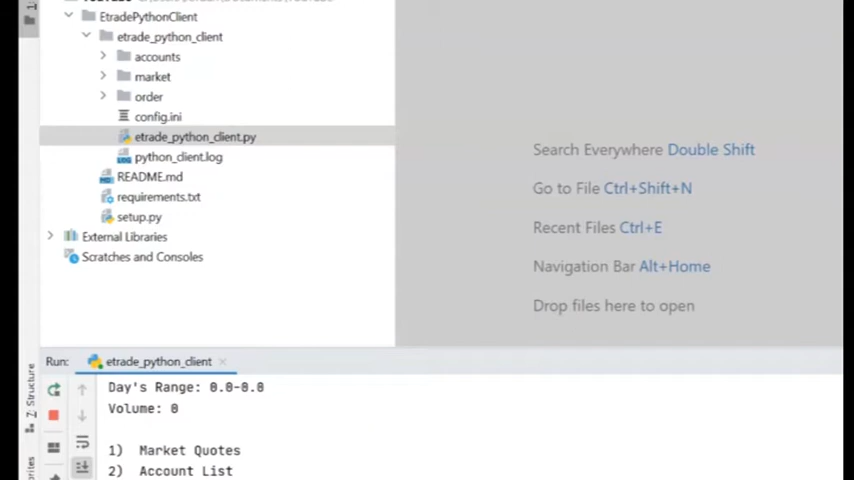 EtradePythonClient
etrade_python_client
accounts
market
order
config.ini
etrade_python_client.py
python_client.log
README.md
requirements.txt
setup.py
External Libraries
Scratches and Consoles
Search Everywhere Double Shift
Go to File Ctrl+Shift+N
Recent Files Ctrl+E
Navigation Bar Alt+Home
Drop files here to open
Z: Structure
Run: etrade_python_client
Day's Range: 0.0-0.0
Volume: 0
1) Market Quotes
2) Account List